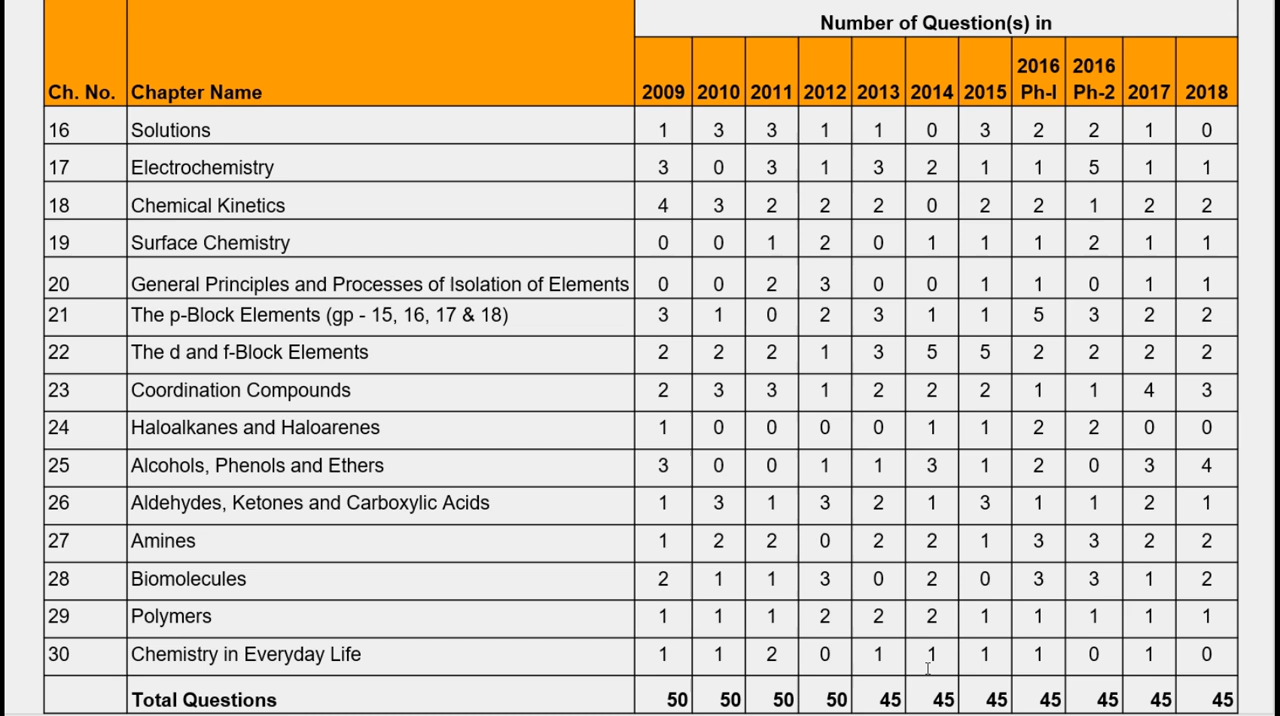 Number of Question(s) in
Ch. No. Chapter Name 2009 2010 2011 2012 2013 2014 2015 2016 Ph-I 2016 Ph-2 2017 2018
16 Solutions 1 3 3 1 1 0 3 2 2 1 0
17 Electrochemistry 3 0 3 1 3 2 1 1 5 1 1
18 Chemical Kinetics 4 3 2 2 2 0 2 2 1 2 2
19 Surface Chemistry 0 0 1 2 0 1 1 1 2 1 1
20 General Principles and Processes of Isolation of Elements 0 0 2 3 0 0 1 1 0 1 1
21 The p-Block Elements (gp - 15, 16, 17 & 18) 3 1 0 2 3 1 1 5 3 2 2
22 The d and f-Block Elements 2 2 2 1 3 5 5 2 2 2 2
23 Coordination Compounds 2 3 3 1 2 2 2 1 1 4 3
24 Haloalkanes and Haloarenes 1 0 0 0 0 1 1 2 2 0 0
25 Alcohols, Phenols and Ethers 3 0 0 1 1 3 1 2 0 3 4
26 Aldehydes, Ketones and Carboxylic Acids 1 3 1 3 2 1 3 1 1 2 1
27 Amines 1 2 2 0 2 2 1 3 3 2 2
28 Biomolecules 2 1 1 3 0 2 0 3 3 1 2
29 Polymers 1 1 1 2 2 2 1 1 1 1 1
30 Chemistry in Everyday Life 1 1 2 0 1 1 1 1 0 1 0
Total Questions 50 50 50 50 45 45 45 45 45 45 45